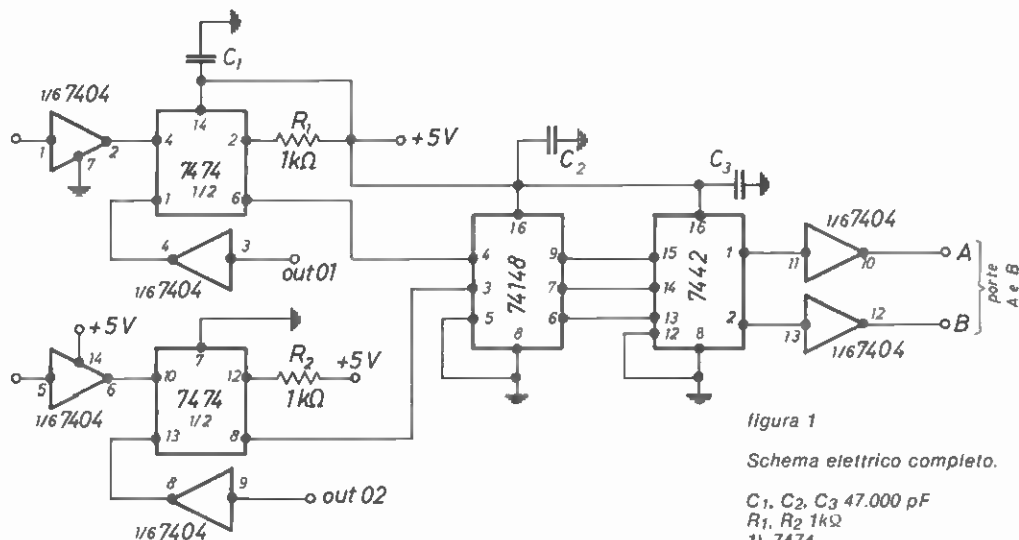 C1
1/6 7404
1 2 7
4 14 2
7474
1/2
1 6
R1
1kΩ
+5V
4 3
out 01
1/6 7404
C2
C3
16
4 9
3 7
5 6
74148
8
16
15 1
14
13 2
12
7442
8
1/6 7404
11 10
A
13 12
B
1/6 7404
porte
A e B
+5V
14
5 6
1/6 7404
7
10 12
7474
1/2
13 8
R2
1kΩ
+5V
8 9
out 02
1/6 7404
figura 1
Schema elettrico completo.
C1, C2, C3 47.000 pF
R1, R2 1kΩ
1) 7474